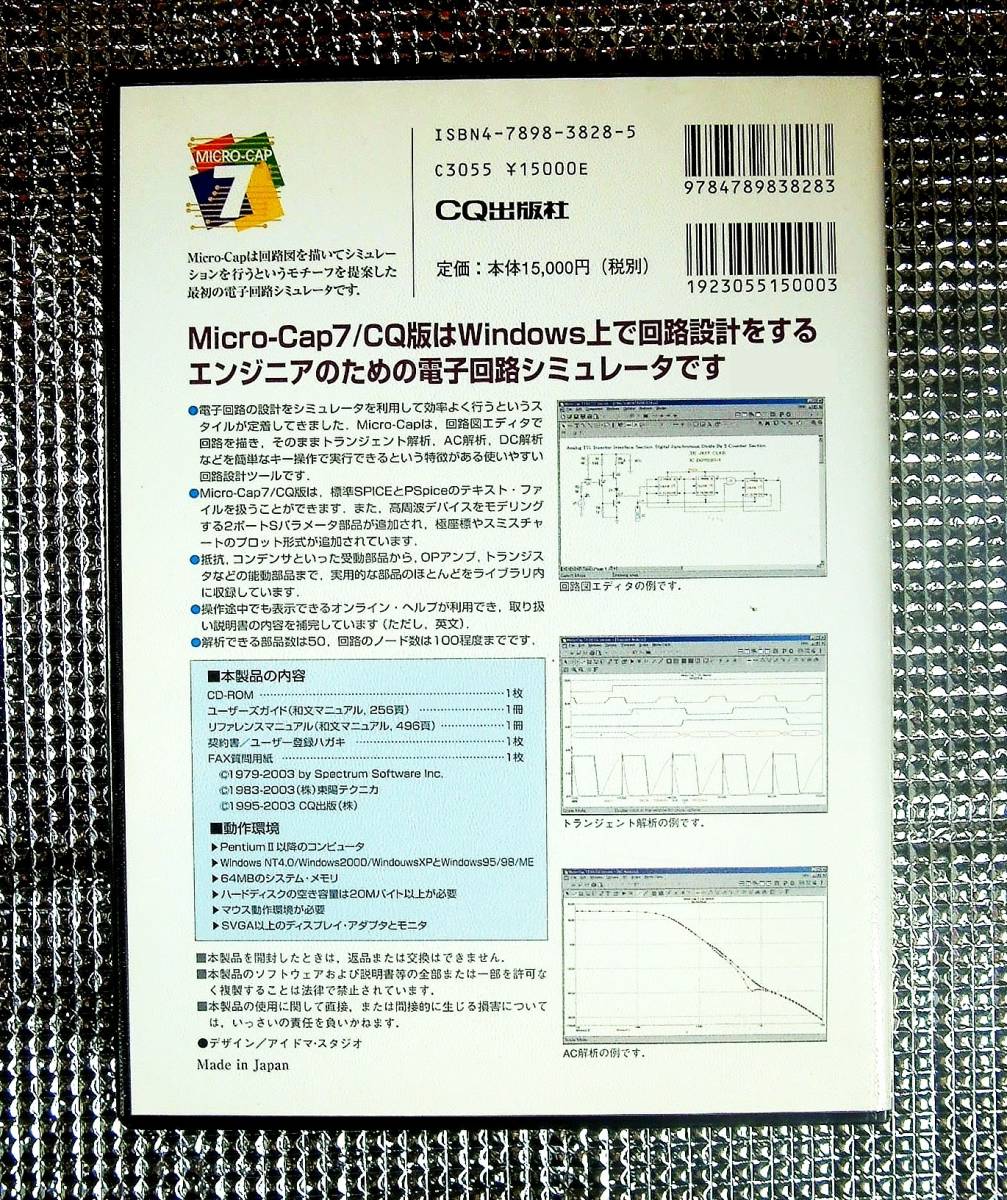 MICRO-CAP
7
Micro-Capは回路図を描いてシミュレー
ションを行うというモチーフを提案した
最初の電子回路シミュレータです.
ISBN4-7898-3828-5
C3055 ¥15000E
CQ出版社
定価：本体15,000円（税別）
9784789838283
1923055150003
Micro-Cap7/CQ版はWindows上で回路設計をする
エンジニアのための電子回路シミュレータです
●電子回路の設計をシミュレータを利用して効率よく行うというス
タイルが定着してきました. Micro-Capは, 回路図エディタで
回路を描き, そのままトランジェント解析, AC解析, DC解析
などを簡単なキー操作で実行できるという特徴がある使いやすい
回路設計ツールです.
●Micro-Cap7/CQ版は, 標準SPICEとPSpiceのテキスト・ファ
イルを扱うことができます. また, 高周波デバイスをモデリング
する2ポートSパラメータ部品が追加され, 極座標やスミスチャ
ートのプロット形式が追加されています.
●抵抗, コンデンサといった受動部品から, OPアンプ, トランジス
タなどの能動部品まで, 実用的な部品のほとんどをライブラリ内
に収録しています.
●操作途中でも表示できるオンライン・ヘルプが利用でき, 取り扱
い説明書の内容を補完しています（ただし, 英文）.
●解析できる部品数は50, 回路のノード数は100程度までです.
■本製品の内容
CD-ROM ……………………………………1枚
ユーザーズガイド（和文マニュアル, 256頁） ……………1冊
リファレンスマニュアル（和文マニュアル, 496頁） …………1冊
契約書／ユーザー登録ハガキ ……………………1枚
FAX質問用紙 ………………………………1枚
©1979-2003 by Spectrum Software Inc.
©1983-2003（株）東陽テクニカ
©1995-2003 CQ出版（株）
■動作環境
▶PentiumⅡ以降のコンピュータ
▶Windows NT4.0/Windows2000/WindouwsXPとWindows95/98/ME
▶64MBのシステム・メモリ
▶ハードディスクの空き容量は20Mバイト以上が必要
▶マウス動作環境が必要
▶SVGA以上のディスプレイ・アダプタとモニタ
■本製品を開封したときは, 返品または交換はできません.
■本製品のソフトウェアおよび説明書等の全部または一部を許可な
く複製することは法律で禁止されています.
■本製品の使用に関して直接, または間接的に生じる損害について
は, いっさいの責任を負いかねます.
●デザイン／アイドマ・スタジオ
Made in Japan
回路図エディタの例です.
トランジェント解析の例です.
AC解析の例です.